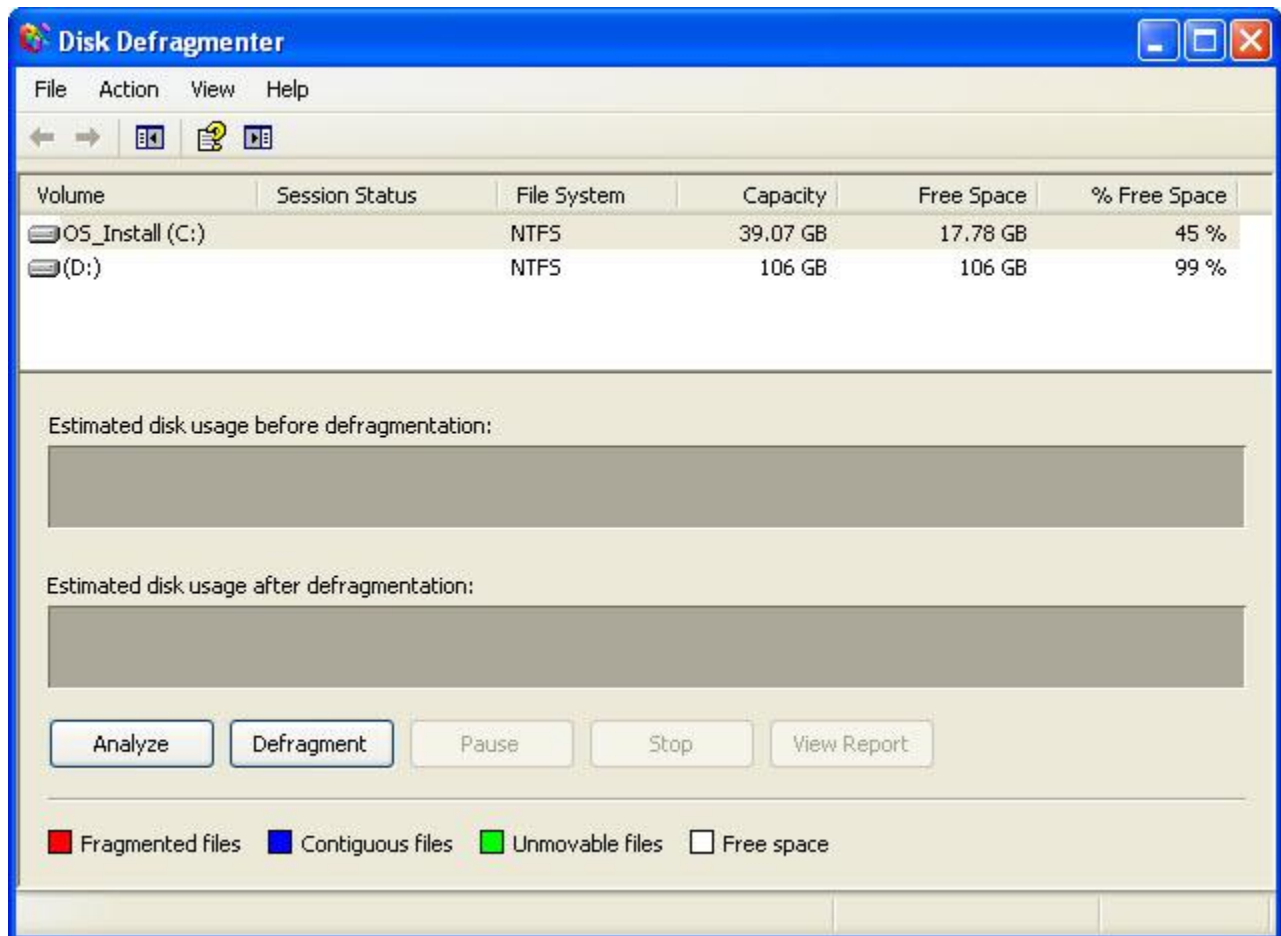 Disk Defragmenter
File Action View Help
Volume Session Status File System Capacity Free Space % Free Space
OS_Install (C:) NTFS 39.07 GB 17.78 GB 45 %
(D:) NTFS 106 GB 106 GB 99 %
Estimated disk usage before defragmentation:
Estimated disk usage after defragmentation:
Analyze Defragment Pause Stop View Report
Fragmented files Contiguous files Unmovable files Free space